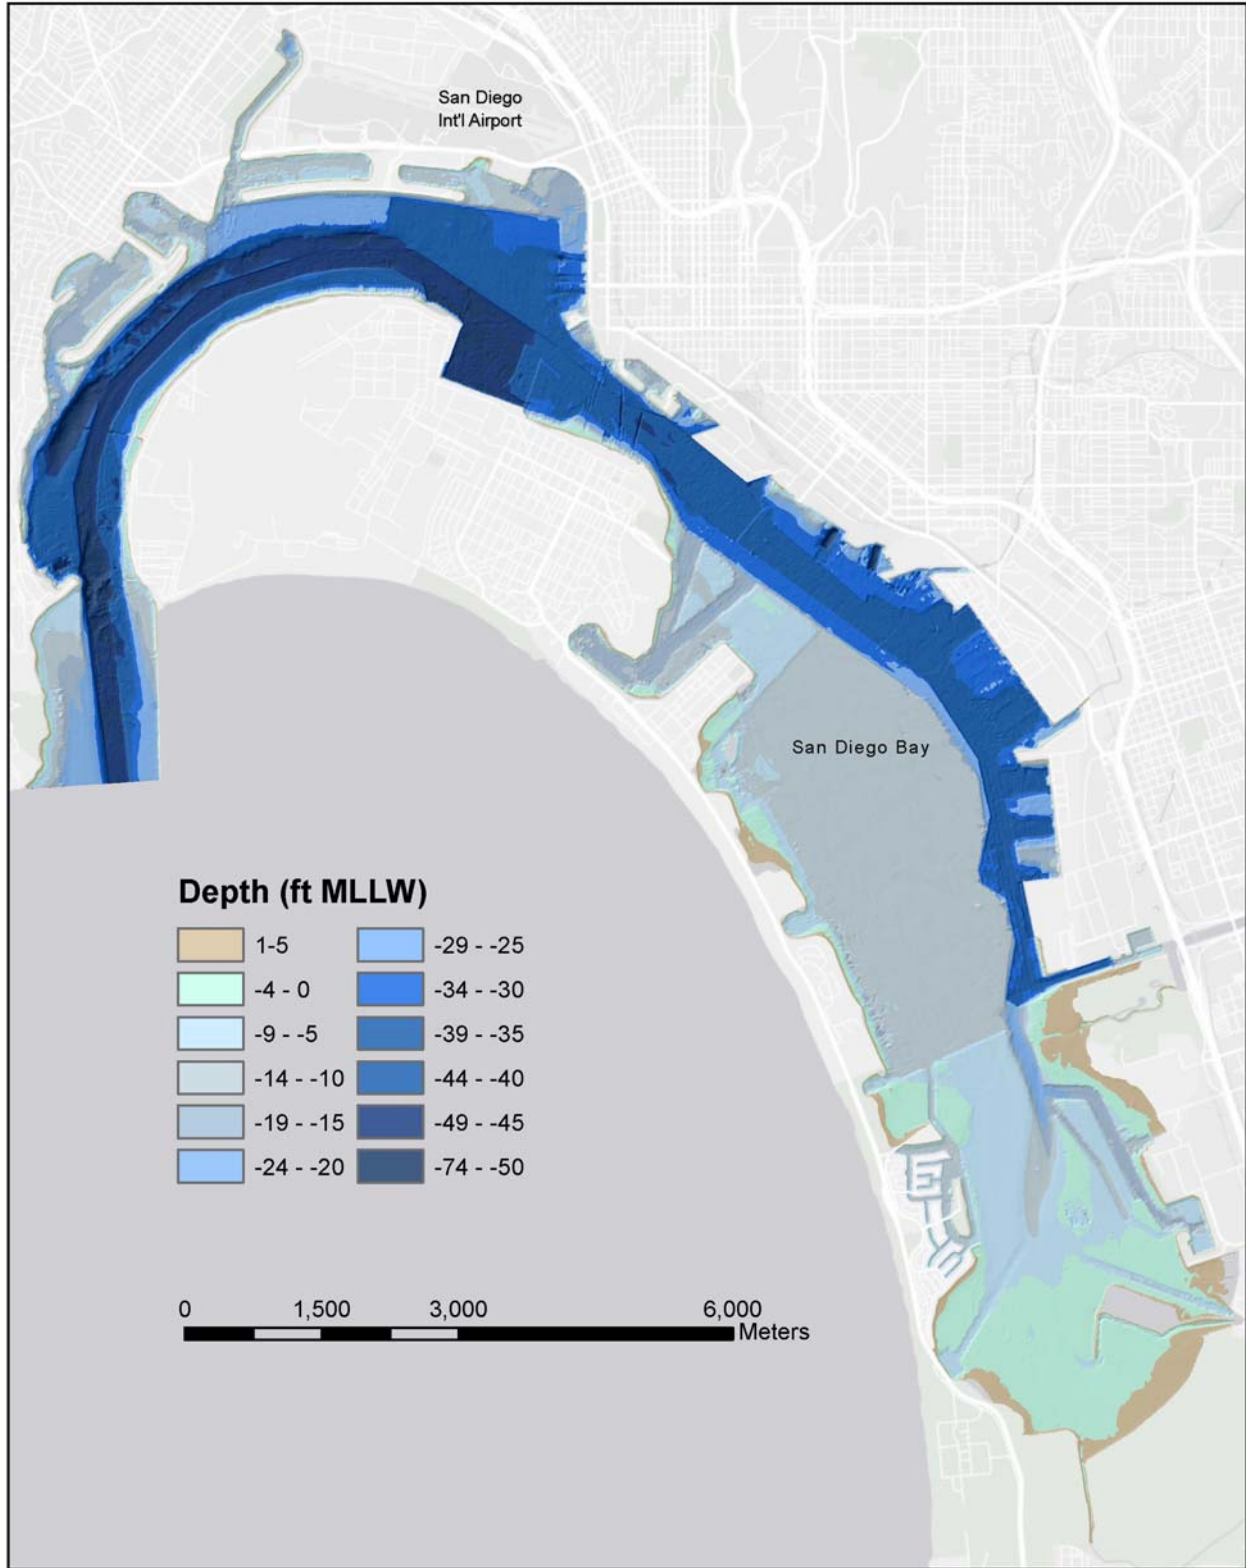 San Diego
Int'l Airport
San Diego Bay
Depth (ft MLLW)
1-5
-4 - 0
-9 - -5
-14 - -10
-19 - -15
-24 - -20
-29 - -25
-34 - -30
-39 - -35
-44 - -40
-49 - -45
-74 - -50
0 1,500 3,000 6,000
Meters